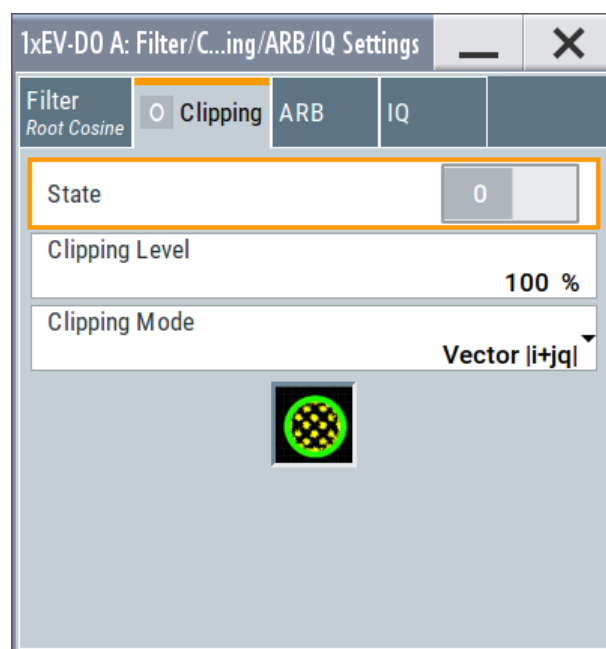 1xEV-DO A: Filter/C...ing/ARB/IQ Settings
Filter
Root Cosine
O Clipping
ARB
IQ
State
0
Clipping Level
100 %
Clipping Mode
Vector |i+jq|